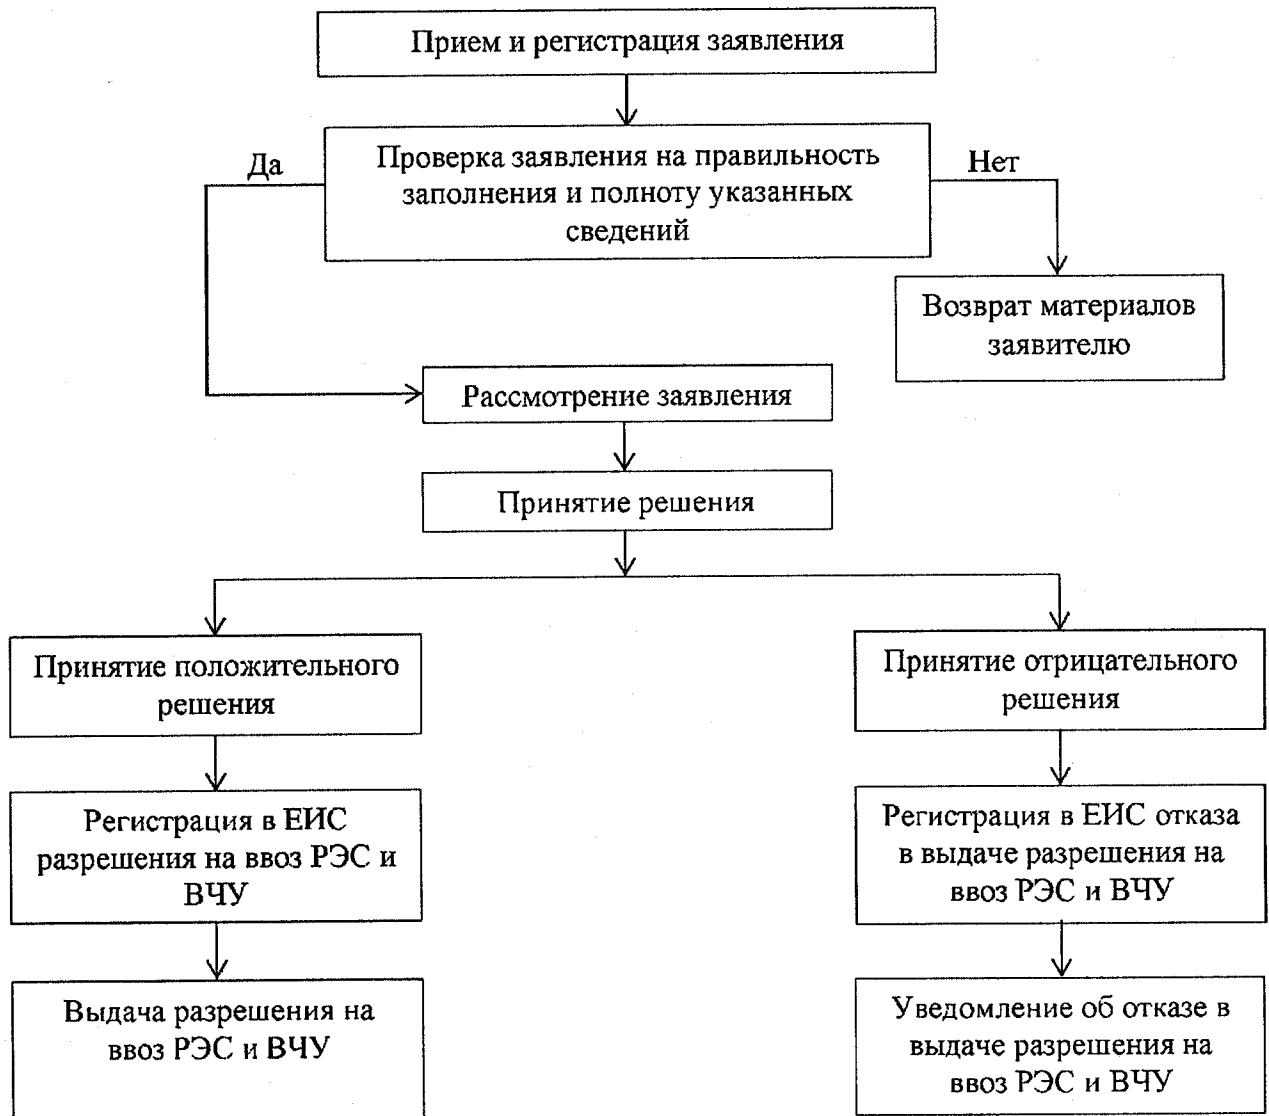 Прием и регистрация заявления
Да
Проверка заявления на правильность
заполнения и полноту указанных
сведений
Нет
Возврат материалов
заявителю
Рассмотрение заявления
Принятие решения
Принятие положительного
решения
Принятие отрицательного
решения
Регистрация в ЕИС
разрешения на ввоз РЭС и
ВЧУ
Регистрация в ЕИС отказа
в выдаче разрешения на
ввоз РЭС и ВЧУ
Выдача разрешения на
ввоз РЭС и ВЧУ
Уведомление об отказе в
выдаче разрешения на
ввоз РЭС и ВЧУ